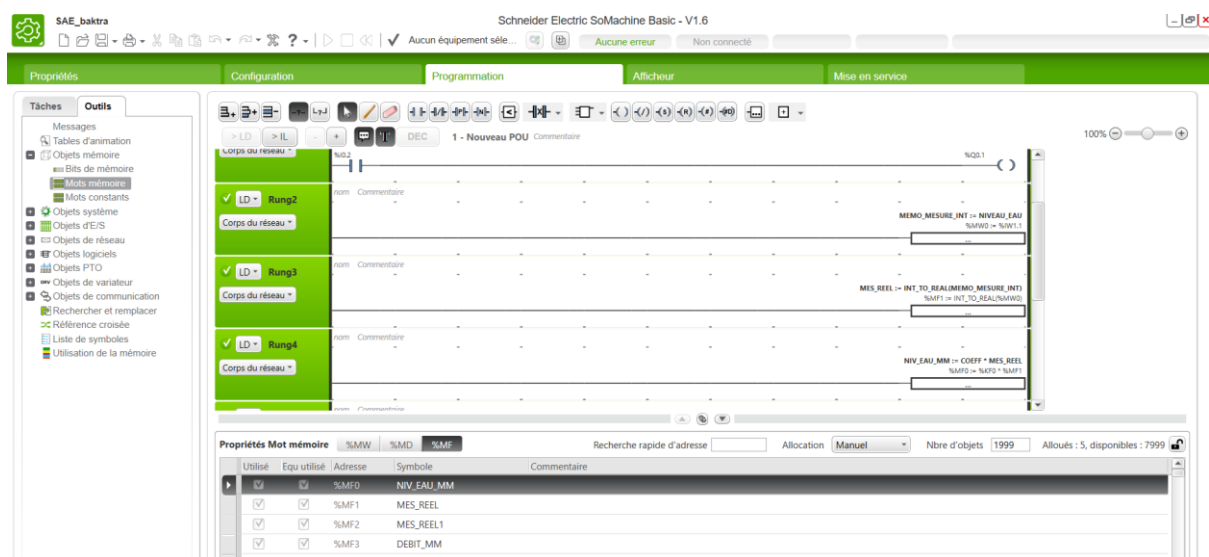 SAE_baktra
Schneider Electric SoMachine Basic - V1.6
Aucun équipement séle...
Aucune erreur
Non connecté
Propriétés
Configuration
Programmation
Afficheur
Mise en service
Tâches
Outils
Messages
Tables d'animation
Objets mémoire
Bits de mémoire
Mots mémoire
Mots constants
Objets système
Objets d'E/S
Objets de réseau
Objets logiciels
Objets PTO
Objets de variateur
Objets de communication
Rechercher et remplacer
Référence croisée
Liste de symboles
Utilisation de la mémoire
> LD
> IL
-
+
DEC
1 - Nouveau POU
Commentaire
100%
Corps du réseau
%I0.2
%Q0.1
LD
Rung2
nom Commentaire
Corps du réseau
MEMO_MESURE_INT := NIVEAU_EAU
%MW0 := %IW1.1
...
LD
Rung3
nom Commentaire
Corps du réseau
MES_REEL := INT_TO_REAL(MEMO_MESURE_INT)
%MF1 := INT_TO_REAL(%MW0)
...
LD
Rung4
nom Commentaire
Corps du réseau
NIV_EAU_MM := COEFF * MES_REEL
%MF0 := %KF0 * %MF1
...
nom Commentaire
Propriétés Mot mémoire
%MW
%MD
%MF
Recherche rapide d'adresse
Allocation
Manuel
Nbre d'objets
1999
Alloués : 5, disponibles : 7999
Utilisé Equ utilisé Adresse Symbole Commentaire
%MF0 NIV_EAU_MM
%MF1 MES_REEL
%MF2 MES_REEL1
%MF3 DEBIT_MM